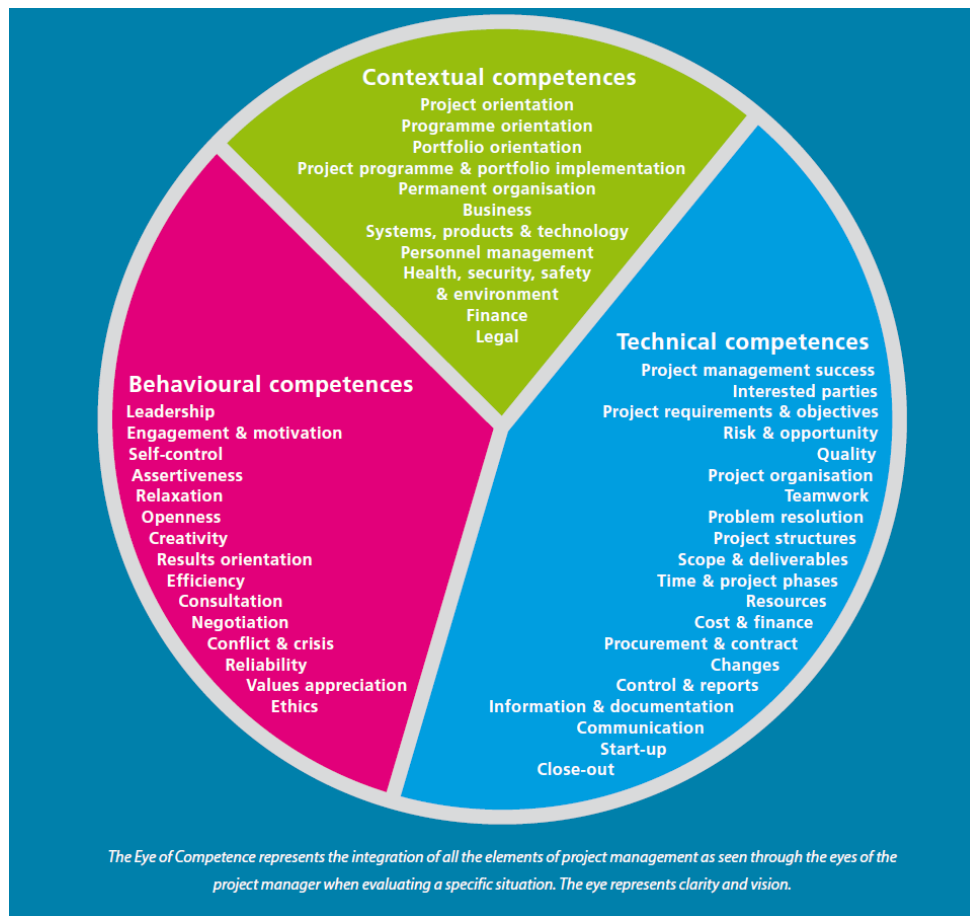 Contextual competences
Project orientation
Programme orientation
Portfolio orientation
Project programme & portfolio implementation
Permanent organisation
Business
Systems, products & technology
Personnel management
Health, security, safety
& environment
Finance
Legal
Behavioural competences
Leadership
Engagement & motivation
Self-control
Assertiveness
Relaxation
Openness
Creativity
Results orientation
Efficiency
Consultation
Negotiation
Conflict & crisis
Reliability
Values appreciation
Ethics
Technical competences
Project management success
Interested parties
Project requirements & objectives
Risk & opportunity
Quality
Project organisation
Teamwork
Problem resolution
Project structures
Scope & deliverables
Time & project phases
Resources
Cost & finance
Procurement & contract
Changes
Control & reports
Information & documentation
Communication
Start-up
Close-out
The Eye of Competence represents the integration of all the elements of project management as seen through the eyes of the
project manager when evaluating a specific situation. The eye represents clarity and vision.